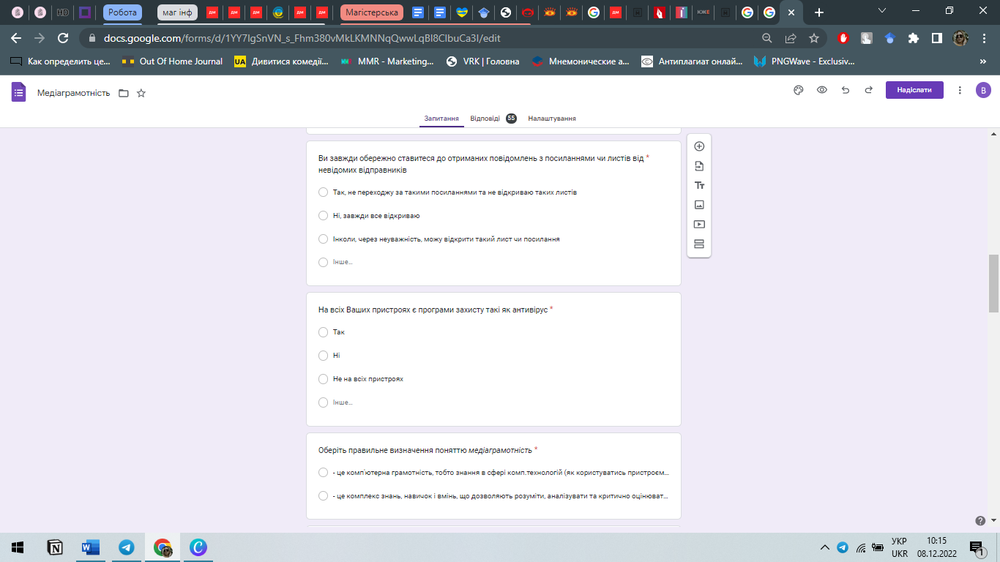 Робота
маг інф
Магістерська
docs.google.com/forms/d/1YY7IgSnVN_s_Fhm380vMkLKMNNqQwwLqBI8CIbuCa3I/edit
Как определить це...
Out Of Home Journal
Дивитися комедії...
MMR - Marketing...
VRK | Головна
Мнемонические а...
Антиплагиат онлай...
PNGWave - Exclusiv...
Медіаграмотність
Надіслати
В
Запитання
Відповіді 55
Налаштування
Ви завжди обережно ставитеся до отриманих повідомлень з посиланнями чи листів від *
невідомих відправників
Так, не переходжу за такими посиланнями та не відкриваю таких листів
Ні, завжди все відкриваю
Інколи, через неуважність, можу відкрити такий лист чи посилання
Інше...
На всіх Ваших пристроях є програми захисту такі як антивірус *
Так
Ні
Не на всіх пристроях
Інше...
Оберіть правильне визначення поняттю медіаграмотність *
- це комп'ютерна грамотність, тобто знання в сфері комп.технологій (як користуватись пристроєм...
- це комплекс знань, навичок і вмінь, що дозволяють розуміти, аналізувати та критично оцінюват...
УКР
UKR
10:15
08.12.2022
1